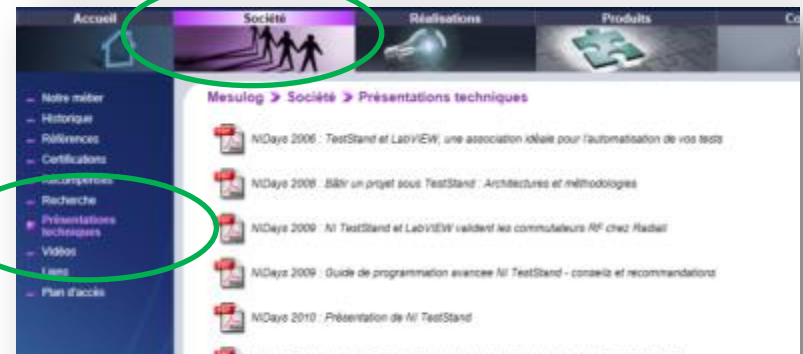 Accueil
Société
Réalisations
Produits
Co
Notre métier
Historique
Références
Certifications
Récompenses
Recherche
Présentations
techniques
Vidéos
Liens
Plan d'accès
Mesulog > Société > Présentations techniques
NIDays 2006 : TestStand et LabVIEW, une association idéale pour l'automatisation de vos tests
NIDays 2008 : Bâtir un projet sous TestStand : Architectures et méthodologies
NIDays 2009 : NI TestStand et LabVIEW valident les commutateurs RF chez Radiall
NIDays 2009 : Guide de programmation avancee NI TestStand - conseils et recommandations
NIDays 2010 : Présentation de NI TestStand